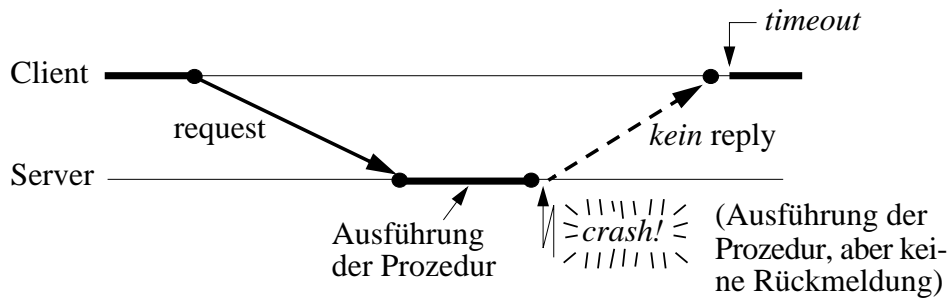 timeout
Client
request
kein reply
Server
Ausführung
der Prozedur
crash!
(Ausführung der
Prozedur, aber kei-
ne Rückmeldung)